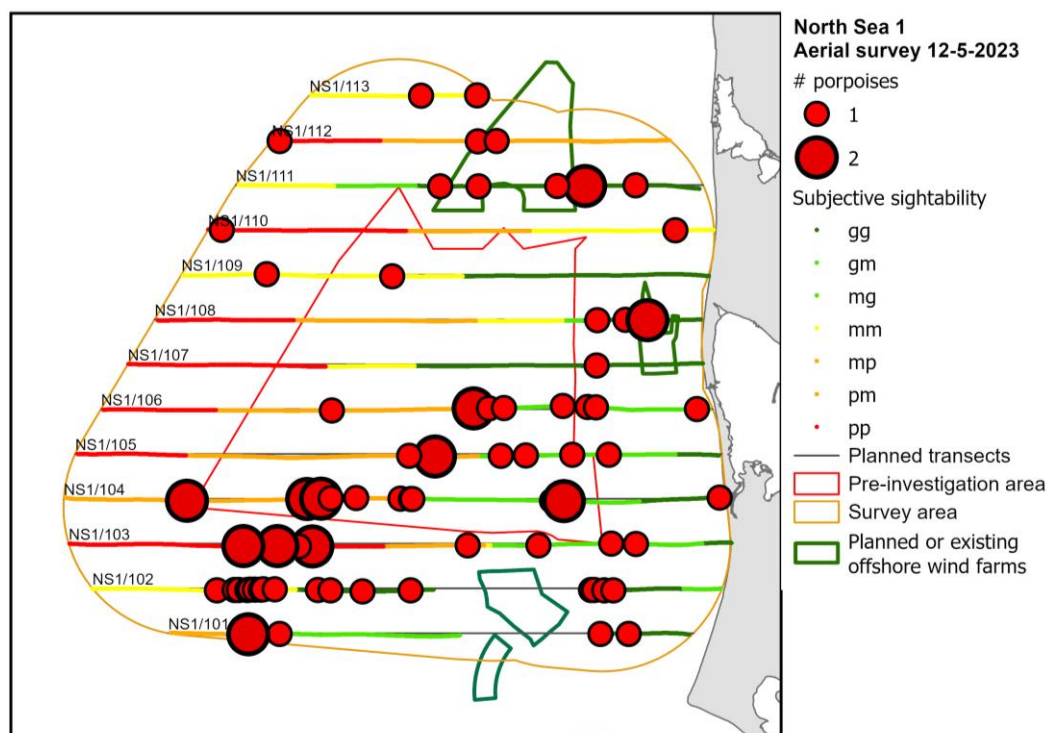 North Sea 1
Aerial survey 12-5-2023
# porpoises
1
2
Subjective sightability
gg
gm
mg
mm
mp
pm
pp
Planned transects
Pre-investigation area
Survey area
Planned or existing
offshore wind farms
NS1/113
NS1/112
NS1/111
NS1/110
NS1/109
NS1/108
NS1/107
NS1/106
NS1/105
NS1/104
NS1/103
NS1/102
NS1/101